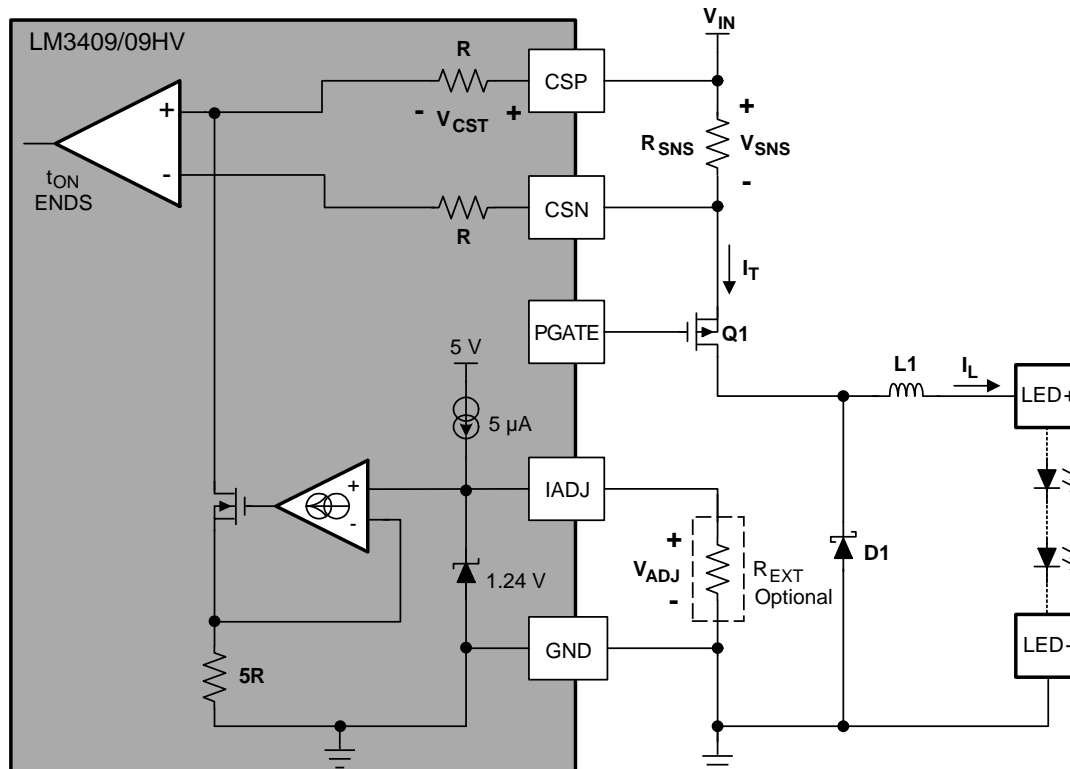 LM3409/09HV
V_IN
R
CSP
+
- V_CST +
+
R_SNS V_SNS
-
-
t_ON
ENDS
CSN
R
I_T
PGATE
Q1
5 V
L1
I_L
LED+
5 µA
IADJ
+
-
+
V_ADJ
-
R_EXT
Optional
D1
1.24 V
GND
LED-
5R